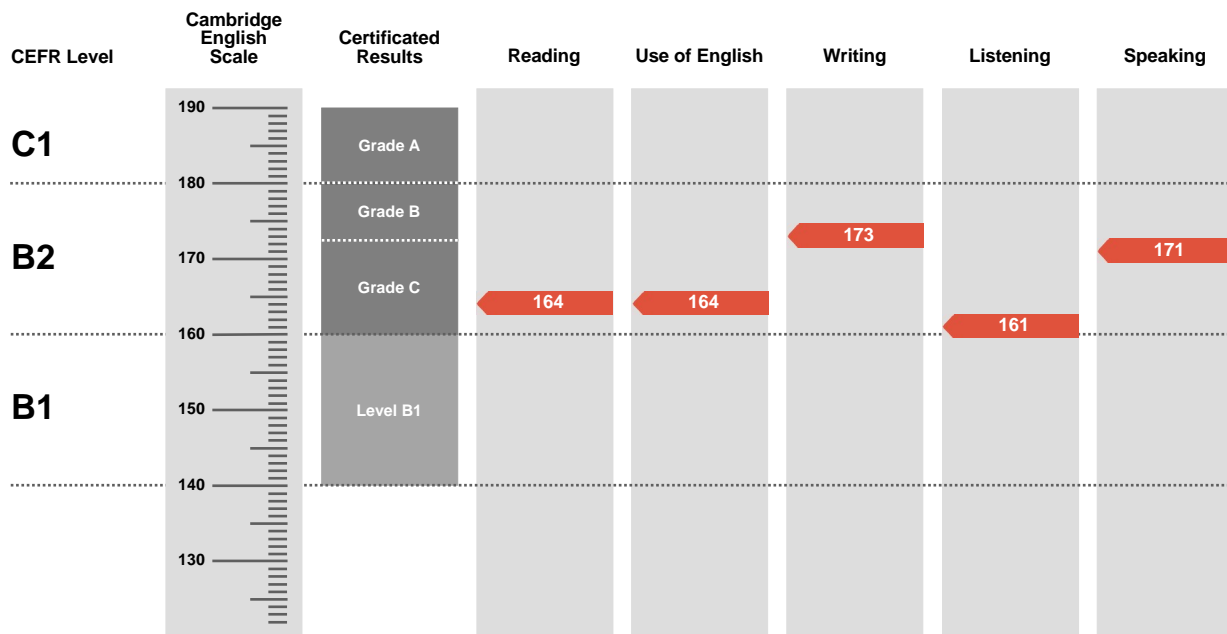 CEFR Level
Cambridge
English
Scale
Certificated
Results
Reading
Use of English
Writing
Listening
Speaking
190
C1
Grade A
180
Grade B
173
B2
171
170
Grade C
164
164
161
160
B1
Level B1
150
140
130